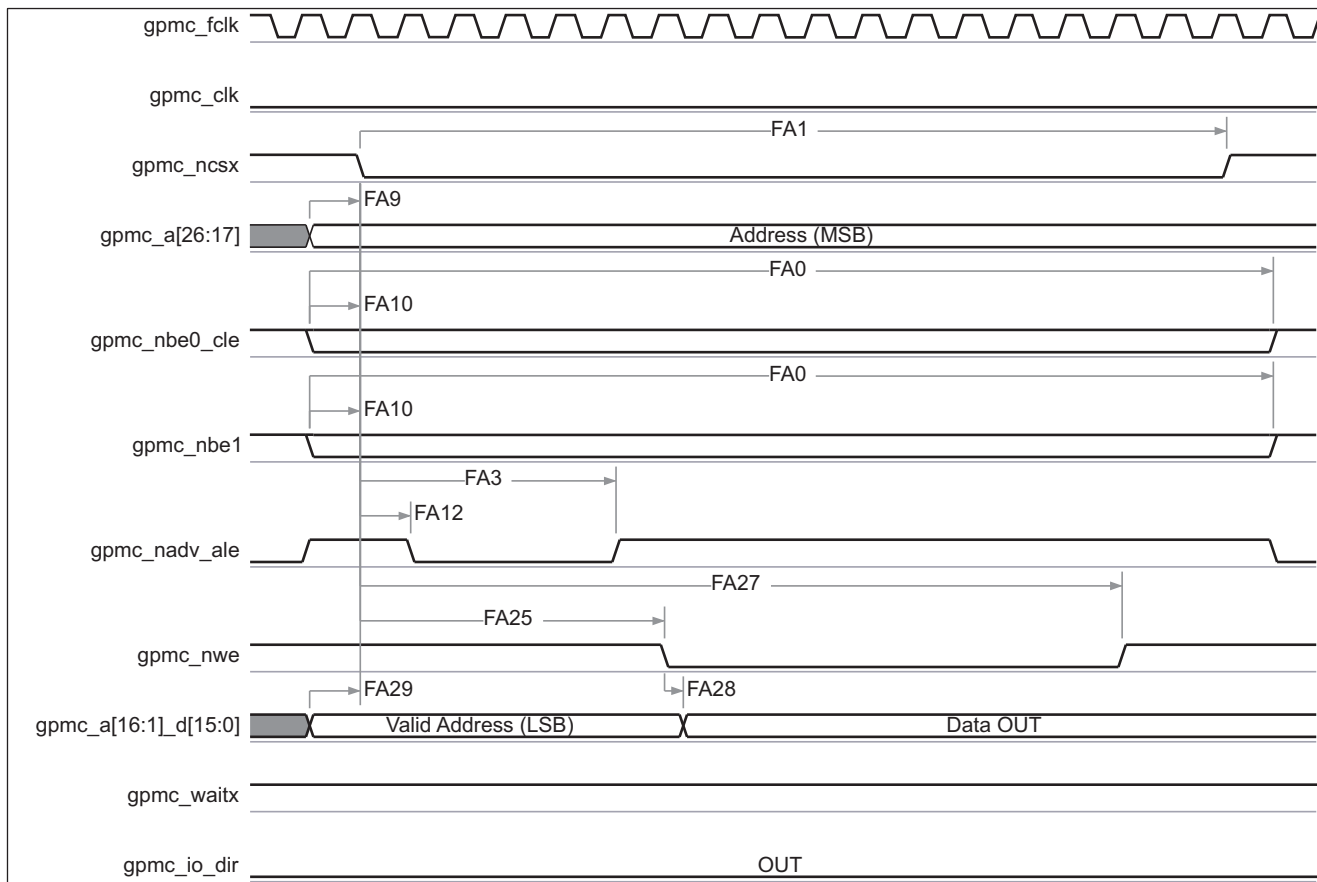 gpmc_fclk
gpmc_clk
FA1
gpmc_ncsx
FA9
gpmc_a[26:17]
Address (MSB)
FA0
FA10
gpmc_nbe0_cle
FA0
FA10
gpmc_nbe1
FA3
FA12
gpmc_nadv_ale
FA27
FA25
gpmc_nwe
FA29
FA28
gpmc_a[16:1]_d[15:0]
Valid Address (LSB)
Data OUT
gpmc_waitx
gpmc_io_dir
OUT